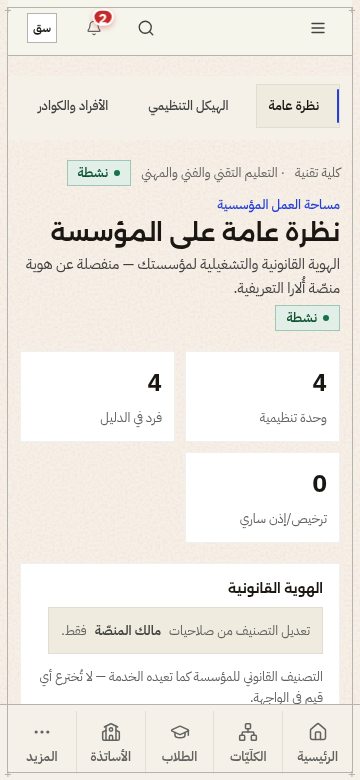 2
سق
نظرة عامة
الهيكل التنظيمي
الأفراد والكوادر
كلية تقنية · التعليم التقني والفني والمهني
نشطة
مساحة العمل المؤسسية
نظرة عامة على المؤسسة
الهوية القانونية والتشغيلية لمؤسستك — منفصلة عن هوية
منصّة ألارا التعريفية.
نشطة
4
وحدة تنظيمية
4
فرد في الدليل
0
ترخيص/إذن ساري
الهوية القانونية
تعديل التصنيف من صلاحيات مالك المنصّة فقط.
التصنيف القانوني للمؤسسة كما تعيده الخدمة — لا تُخترع أي
قيم في الواجهة.
الرئيسية
الكليّات
الطلاب
الأساتذة
المزيد